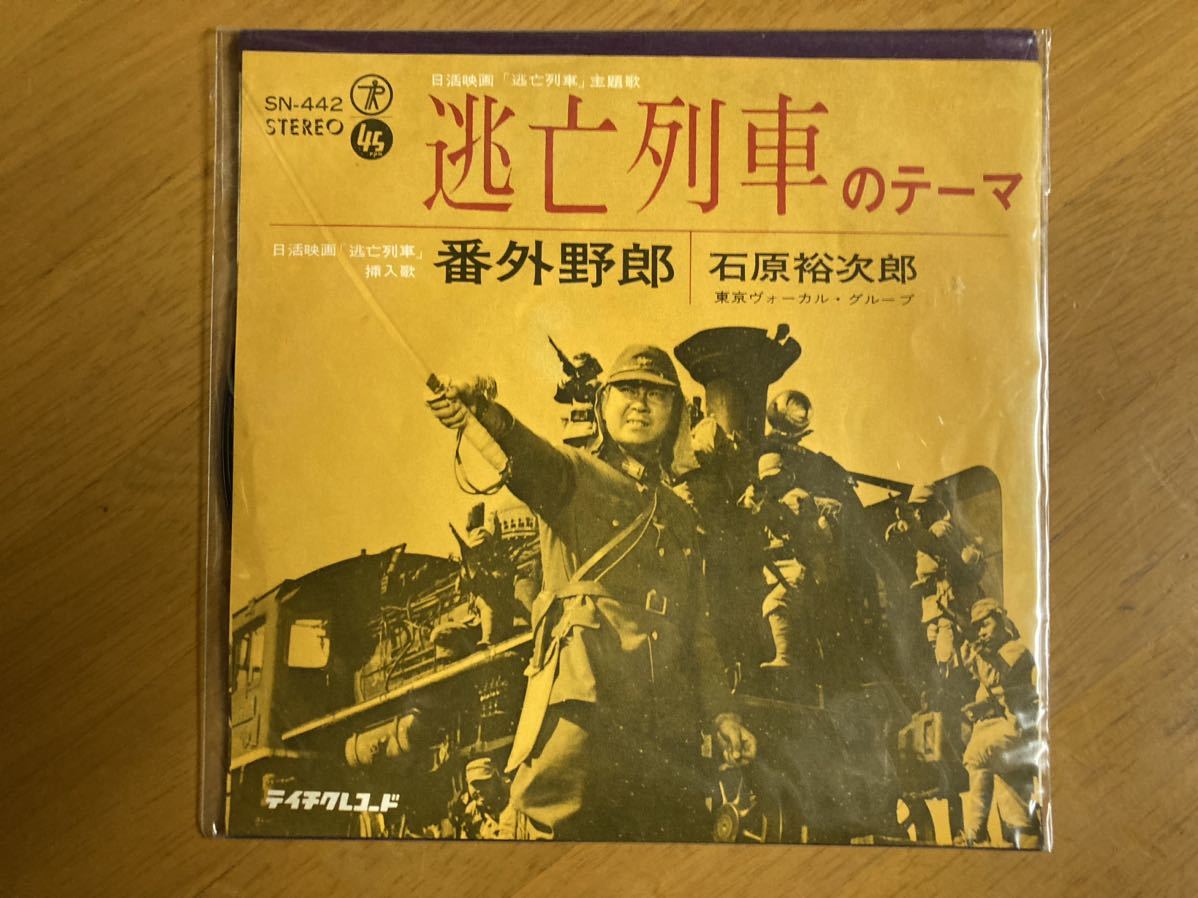 SN-442
STEREO
45
rpm
日活映画「逃亡列車」主題歌
逃亡列車のテーマ
日活映画「逃亡列車」
挿入歌
番外野郎
石原裕次郎
東京ヴォーカル・グループ
テイチクレコード